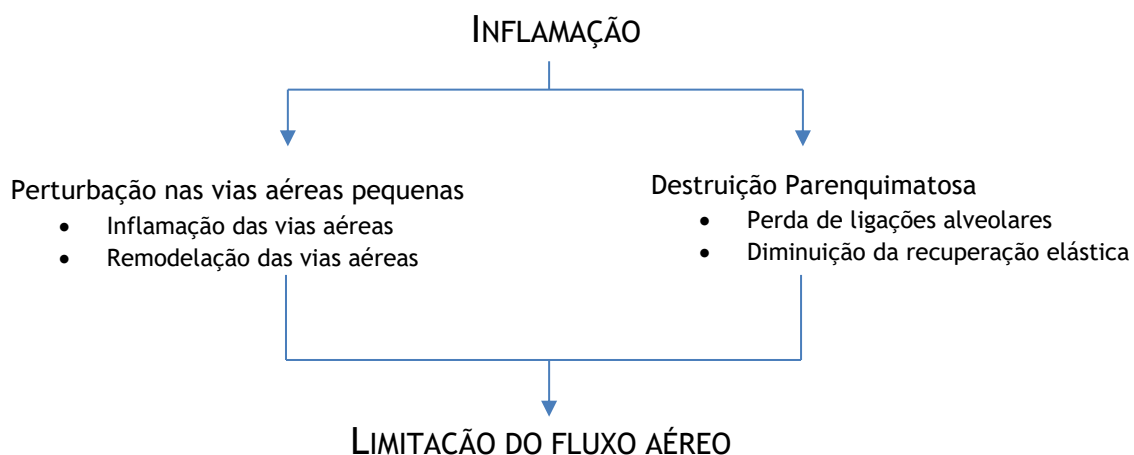 INFLAMAÇÃO
Perturbação nas vias aéreas pequenas
• Inflamação das vias aéreas
• Remodelação das vias aéreas
Destruição Parenquimatosa
• Perda de ligações alveolares
• Diminuição da recuperação elástica
LIMITAÇÃO DO FLUXO AÉREO